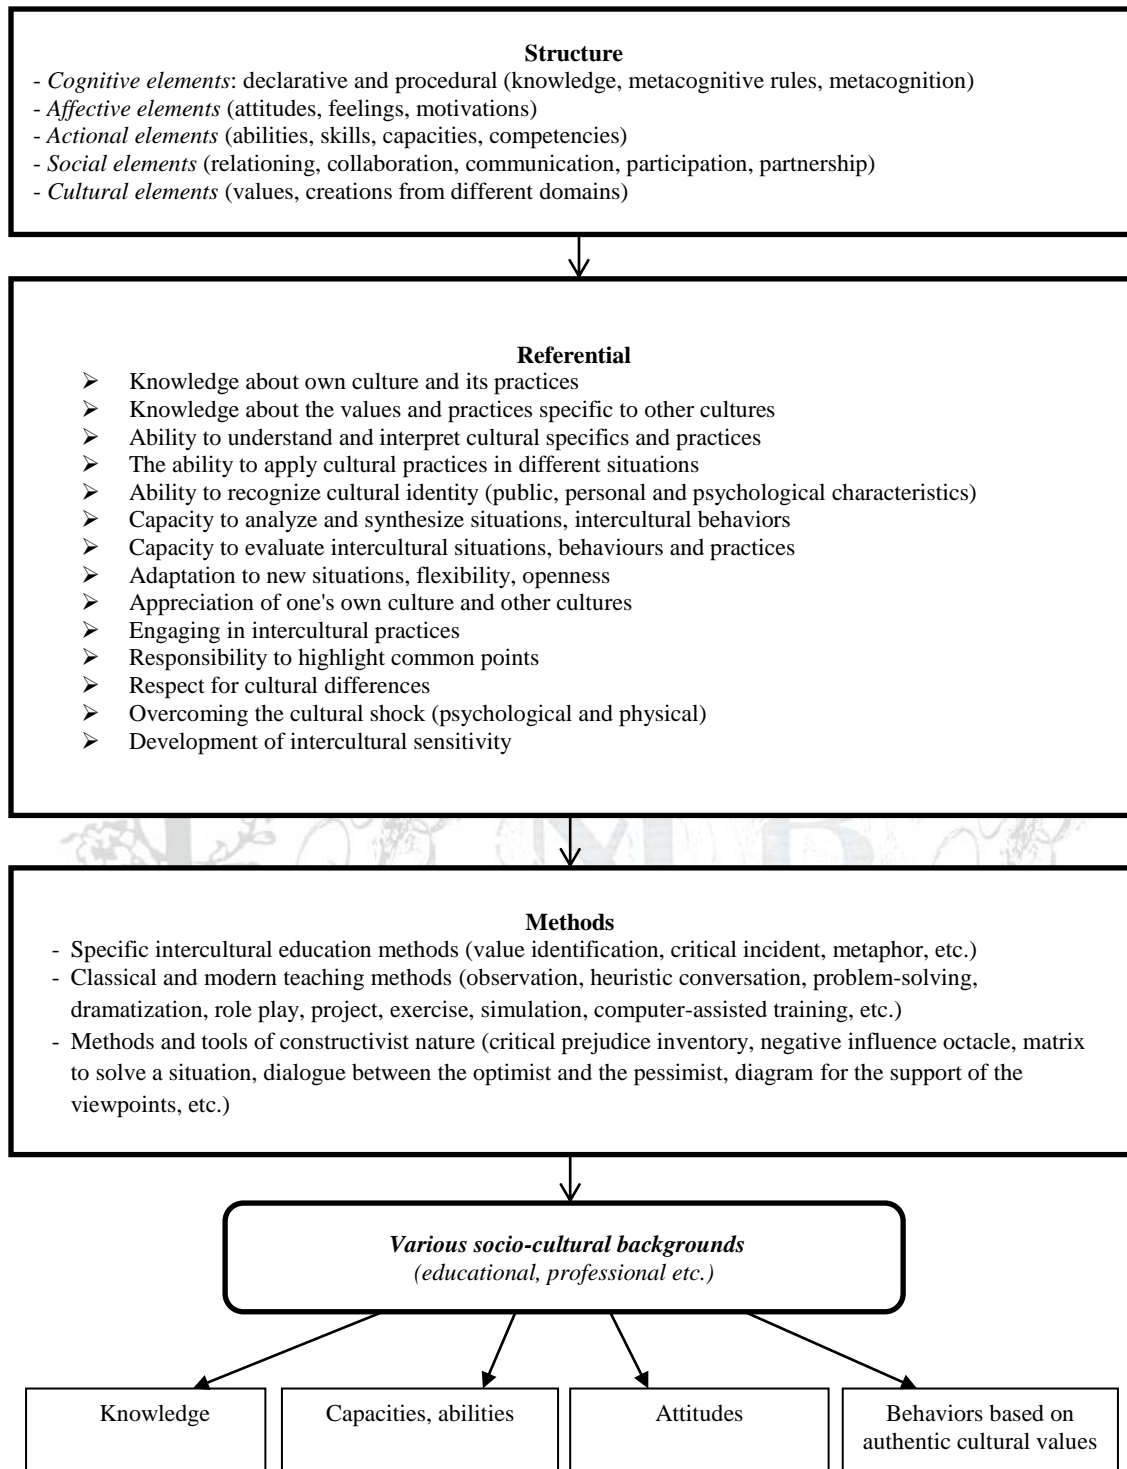 Structure
- Cognitive elements: declarative and procedural (knowledge, metacognitive rules, metacognition)
- Affective elements (attitudes, feelings, motivations)
- Actional elements (abilities, skills, capacities, competencies)
- Social elements (relationing, collaboration, communication, participation, partnership)
- Cultural elements (values, creations from different domains)
Referential
➢ Knowledge about own culture and its practices
➢ Knowledge about the values and practices specific to other cultures
➢ Ability to understand and interpret cultural specifics and practices
➢ The ability to apply cultural practices in different situations
➢ Ability to recognize cultural identity (public, personal and psychological characteristics)
➢ Capacity to analyze and synthesize situations, intercultural behaviors
➢ Capacity to evaluate intercultural situations, behaviours and practices
➢ Adaptation to new situations, flexibility, openness
➢ Appreciation of one's own culture and other cultures
➢ Engaging in intercultural practices
➢ Responsibility to highlight common points
➢ Respect for cultural differences
➢ Overcoming the cultural shock (psychological and physical)
➢ Development of intercultural sensitivity
Methods
- Specific intercultural education methods (value identification, critical incident, metaphor, etc.)
- Classical and modern teaching methods (observation, heuristic conversation, problem-solving,
dramatization, role play, project, exercise, simulation, computer-assisted training, etc.)
- Methods and tools of constructivist nature (critical prejudice inventory, negative influence octacle, matrix
to solve a situation, dialogue between the optimist and the pessimist, diagram for the support of the
viewpoints, etc.)
Various socio-cultural backgrounds
(educational, professional etc.)
Knowledge
Capacities, abilities
Attitudes
Behaviors based on
authentic cultural values